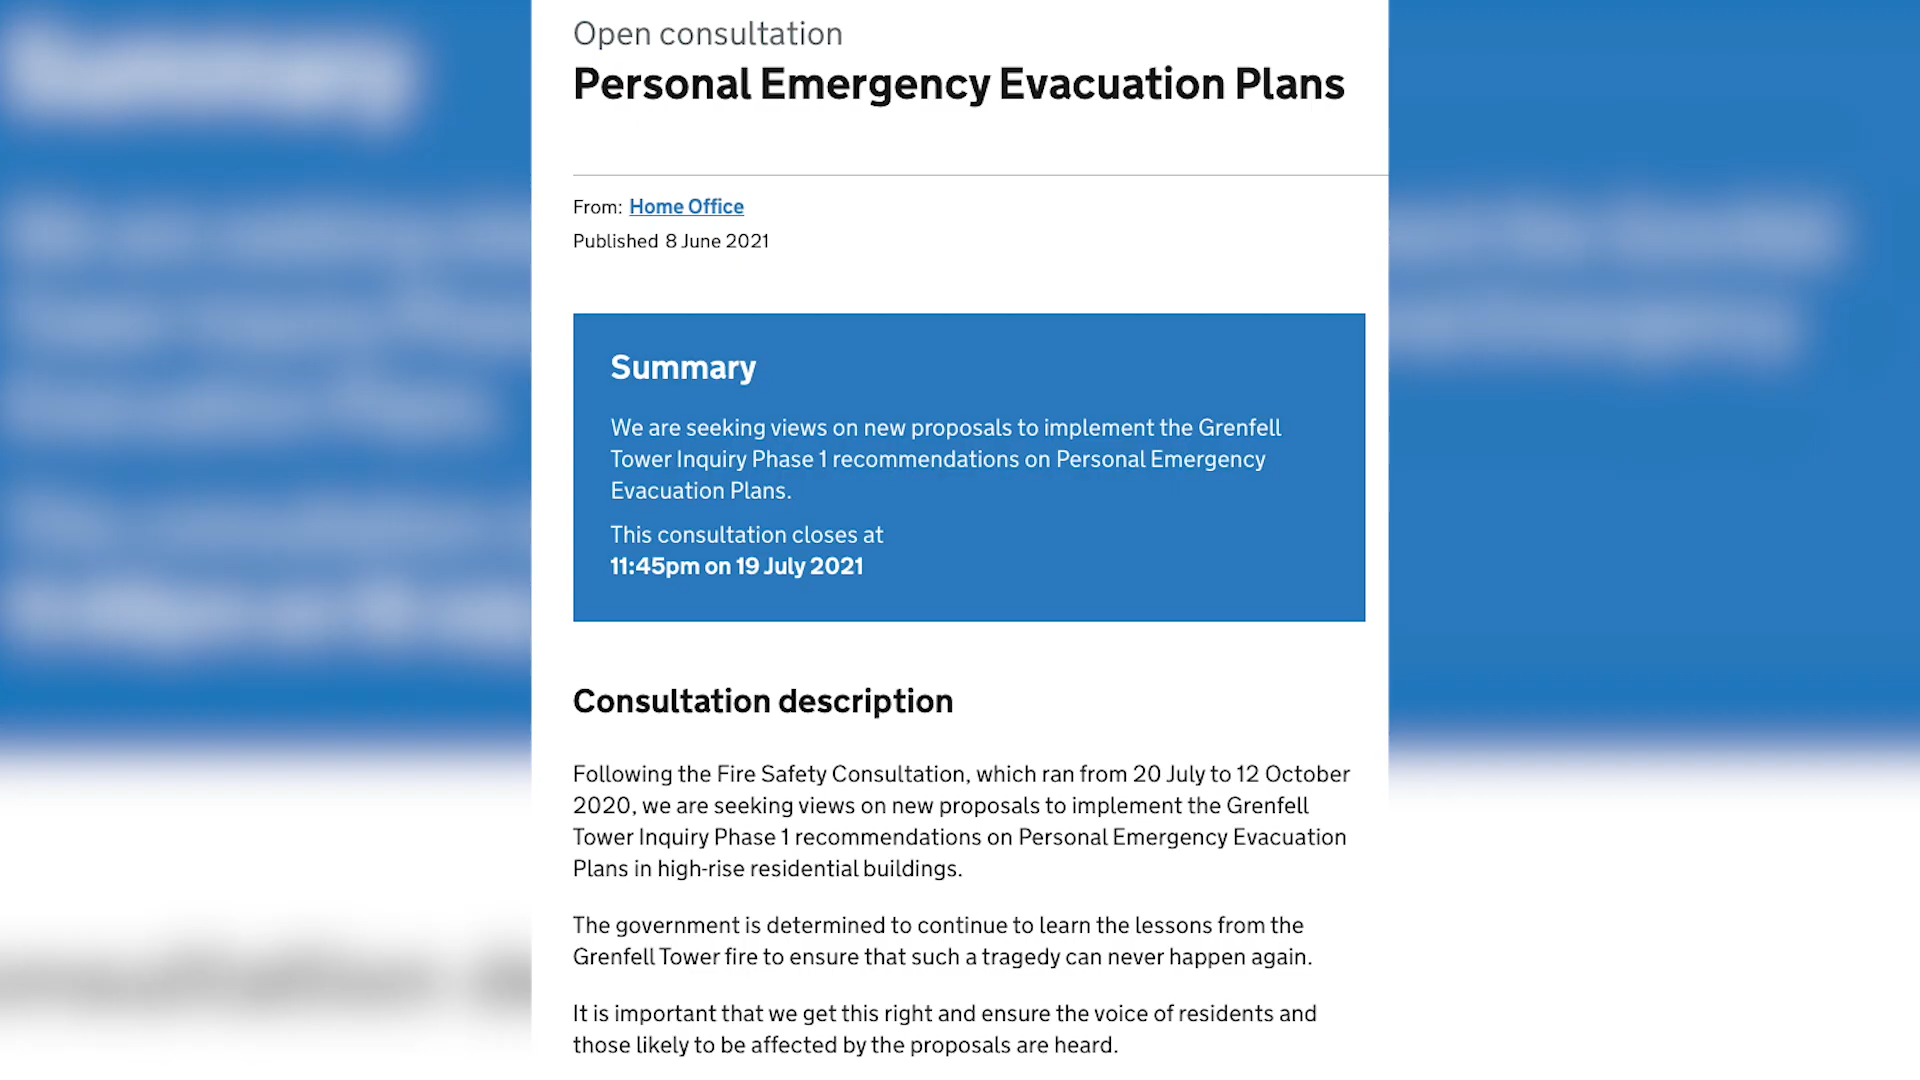 Open consultation
Personal Emergency Evacuation Plans
From: Home Office
Published 8 June 2021
Summary
We are seeking views on new proposals to implement the Grenfell
Tower Inquiry Phase 1 recommendations on Personal Emergency
Evacuation Plans.
This consultation closes at
11:45pm on 19 July 2021
Consultation description
Following the Fire Safety Consultation, which ran from 20 July to 12 October
2020, we are seeking views on new proposals to implement the Grenfell
Tower Inquiry Phase 1 recommendations on Personal Emergency Evacuation
Plans in high-rise residential buildings.
The government is determined to continue to learn the lessons from the
Grenfell Tower fire to ensure that such a tragedy can never happen again.
It is important that we get this right and ensure the voice of residents and
those likely to be affected by the proposals are heard.